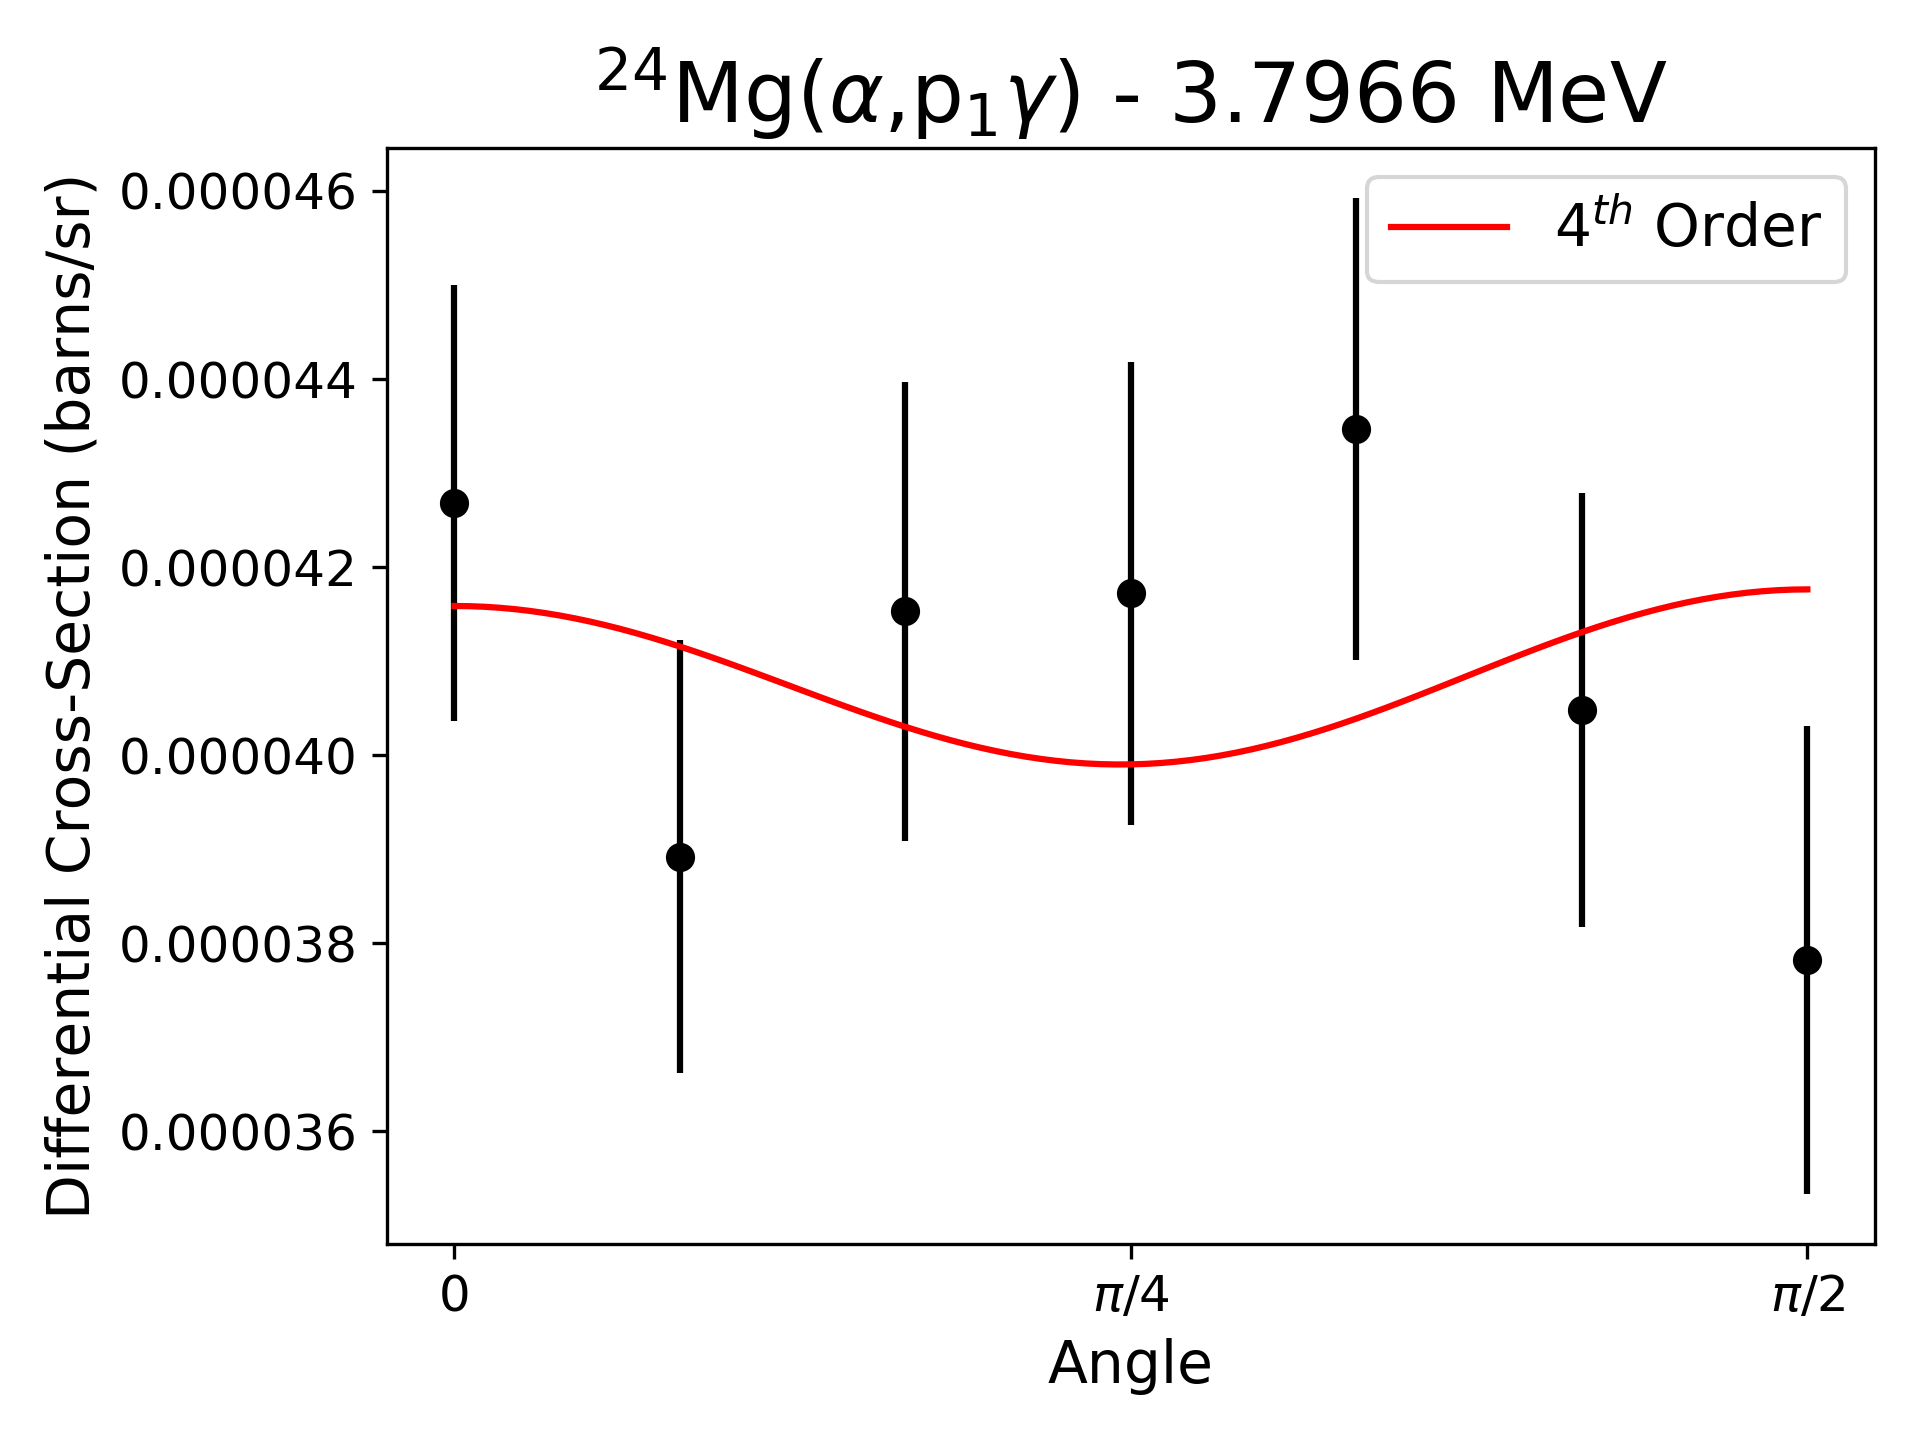 ²⁴Mg(α,p₁γ) - 3.7966 MeV
Differential Cross-Section (barns/sr)
0.000046
0.000044
0.000042
0.000040
0.000038
0.000036
4ᵗʰ Order
0
π/4
π/2
Angle